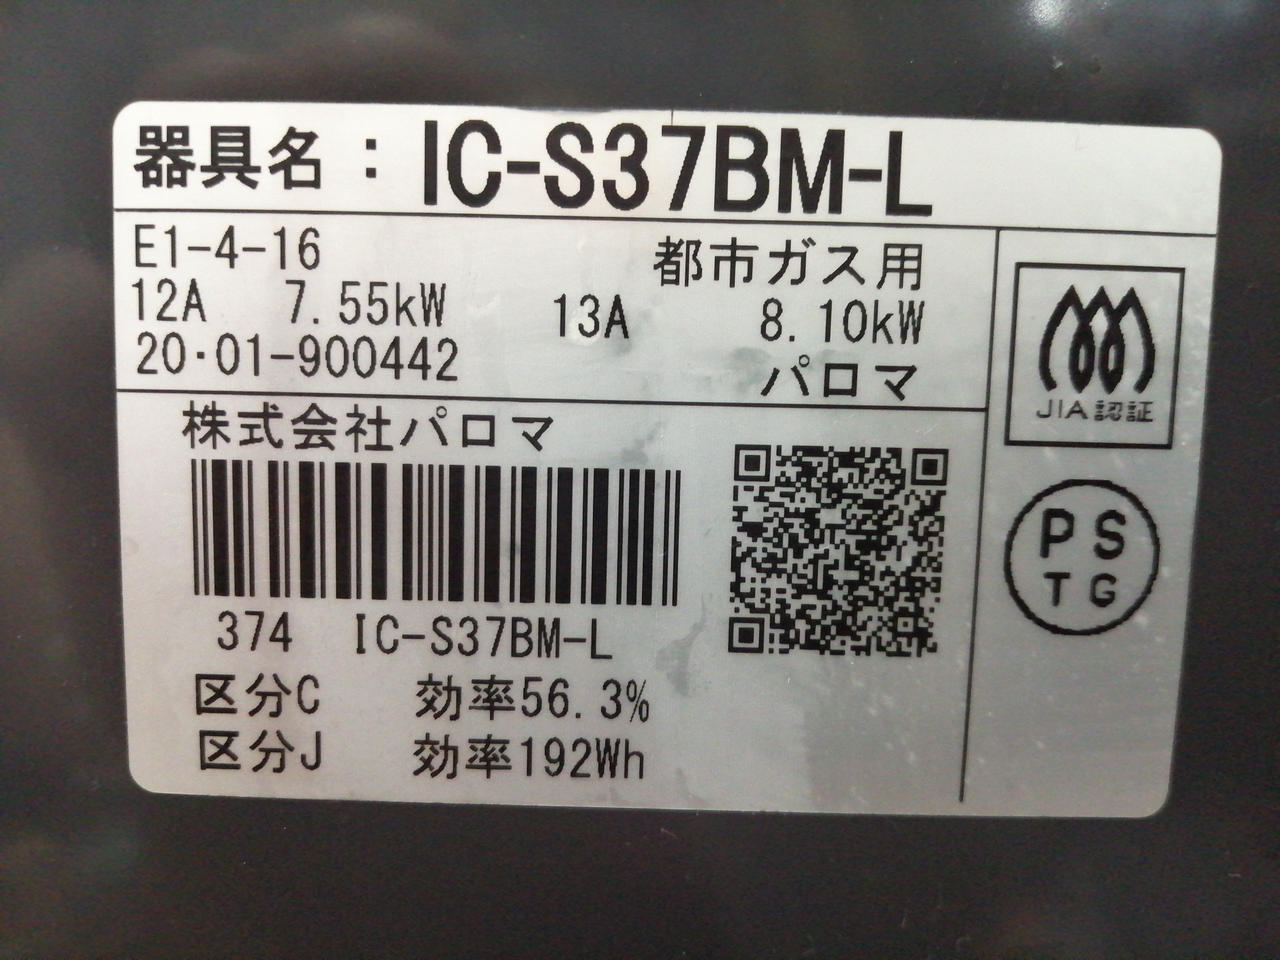 器具名：IC-S37BM-L
E1-4-16 都市ガス用
12A 7.55kW 13A 8.10kW
20・01-900442 パロマ
JIA認証
株式会社パロマ
374 IC-S37BM-L
PS
TG
区分C 効率56.3%
区分J 効率192Wh